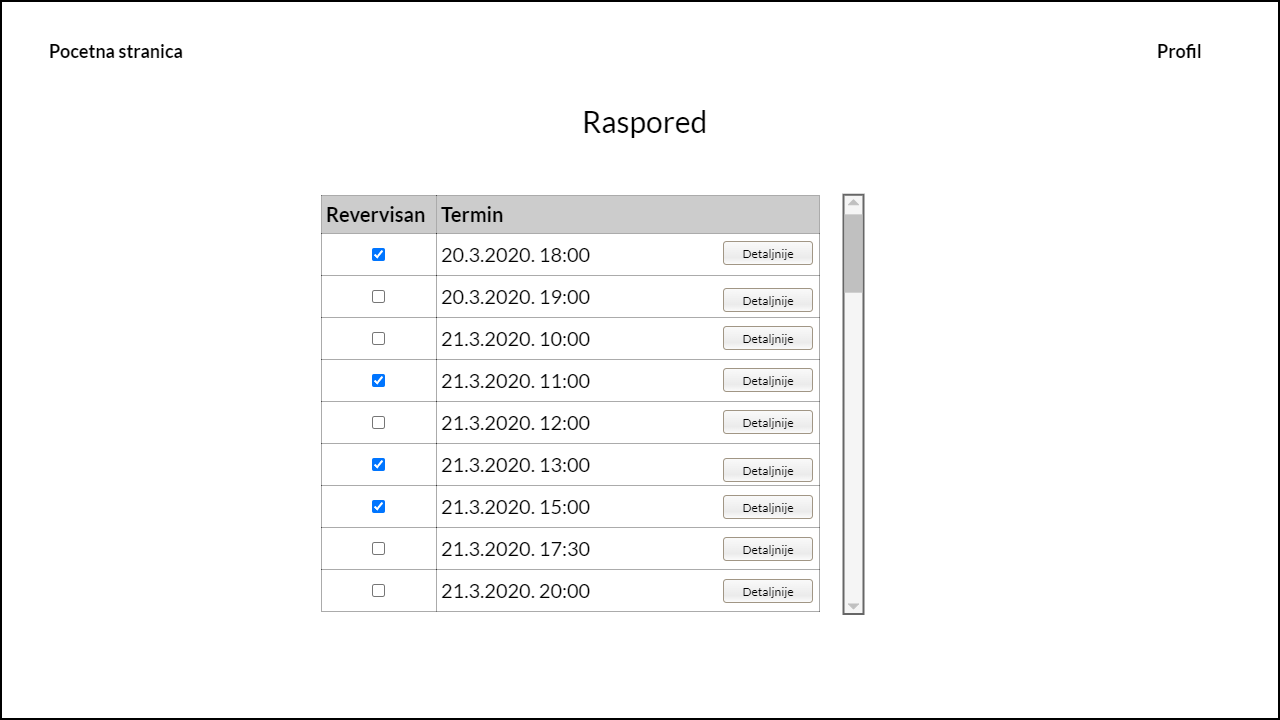 Pocetna stranica Profil
Raspored
Revervisan Termin
20.3.2020. 18:00 Detaljnije
20.3.2020. 19:00 Detaljnije
21.3.2020. 10:00 Detaljnije
21.3.2020. 11:00 Detaljnije
21.3.2020. 12:00 Detaljnije
21.3.2020. 13:00 Detaljnije
21.3.2020. 15:00 Detaljnije
21.3.2020. 17:30 Detaljnije
21.3.2020. 20:00 Detaljnije